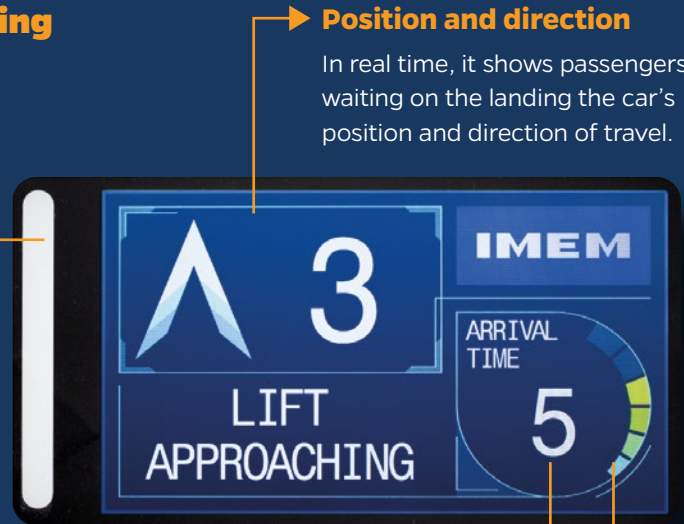 ing
Position and direction
In real time, it shows passengers
waiting on the landing the car’s
position and direction of travel.
3
IMEM
ARRIVAL
TIME
5
LIFT
APPROACHING